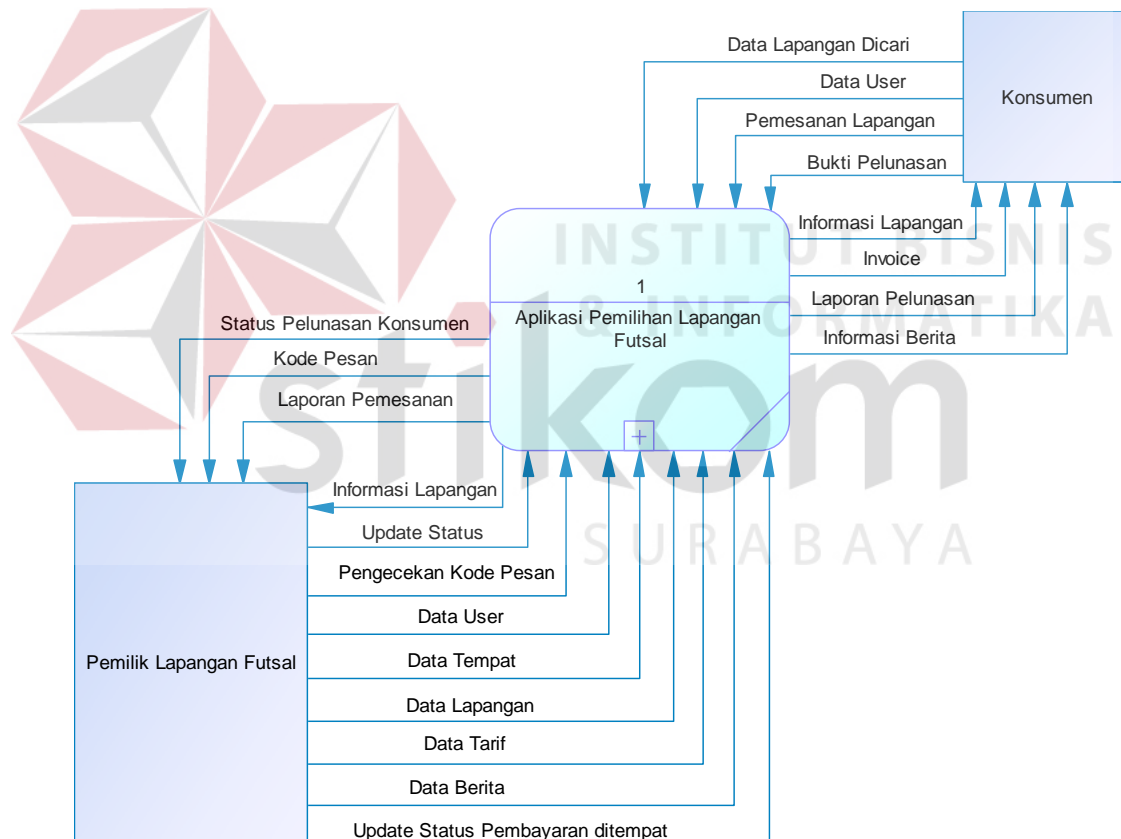 Data Lapangan Dicari
Data User
Konsumen
Pemesanan Lapangan
Bukti Pelunasan
Informasi Lapangan
INSTITUT BISNIS
Invoice
1
Laporan Pelunasan
& INFORMATIKA
Aplikasi Pemilihan Lapangan
Futsal
Status Pelunasan Konsumen
Informasi Berita
Kode Pesan
Laporan Pemesanan
stikom
Informasi Lapangan
Update Status
SURABAYA
Pengecekan Kode Pesan
Data User
Pemilik Lapangan Futsal
Data Tempat
Data Lapangan
Data Tarif
Data Berita
Update Status Pembayaran ditempat